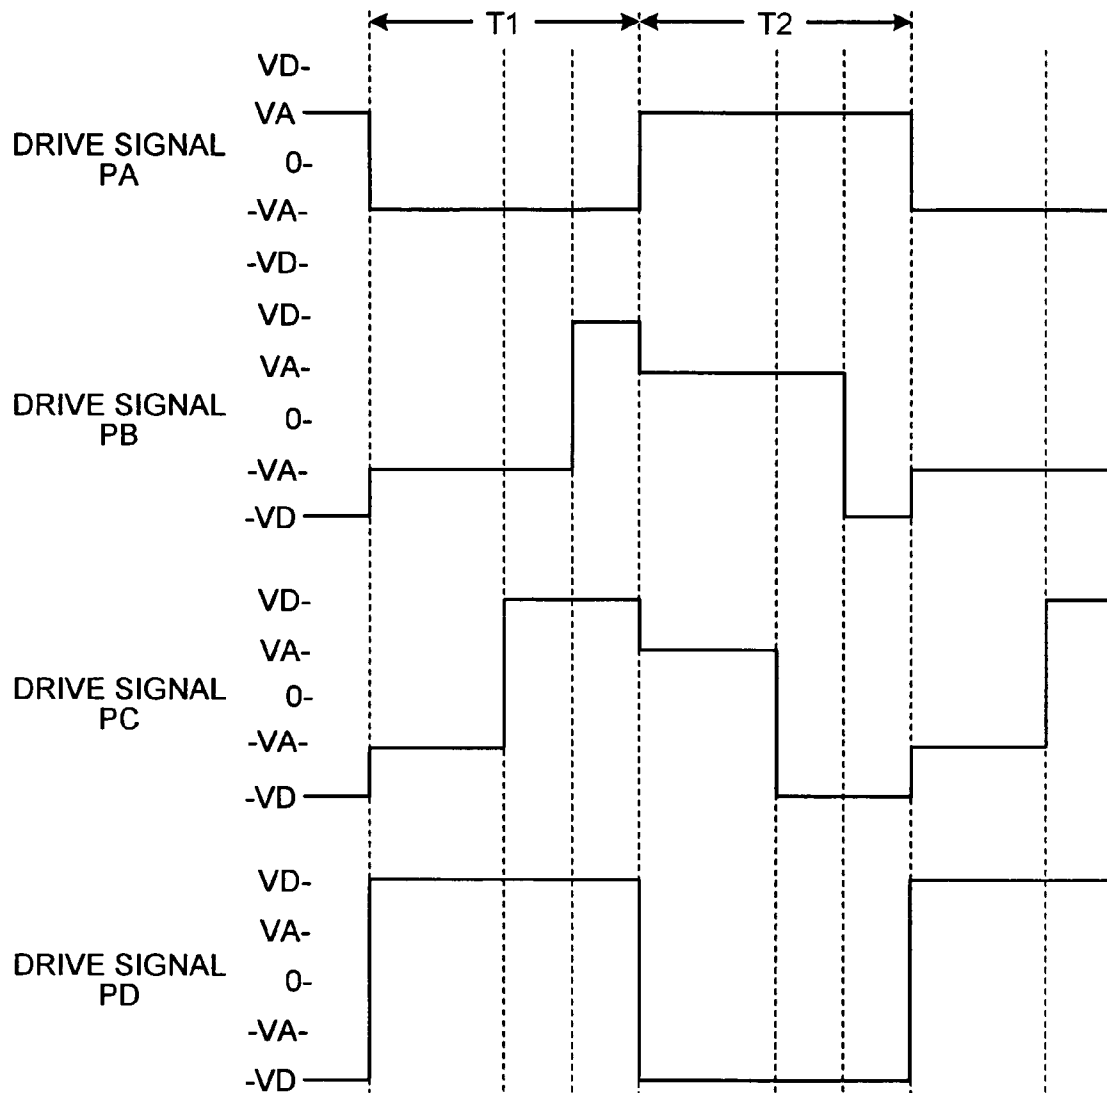 T1 T2
VD-
VA
DRIVE SIGNAL
PA
0-
-VA-
-VD-
VD-
VA-
DRIVE SIGNAL
PB
0-
-VA-
-VD
VD-
VA-
DRIVE SIGNAL
PC
0-
-VA-
-VD
VD-
VA-
DRIVE SIGNAL
PD
0-
-VA-
-VD